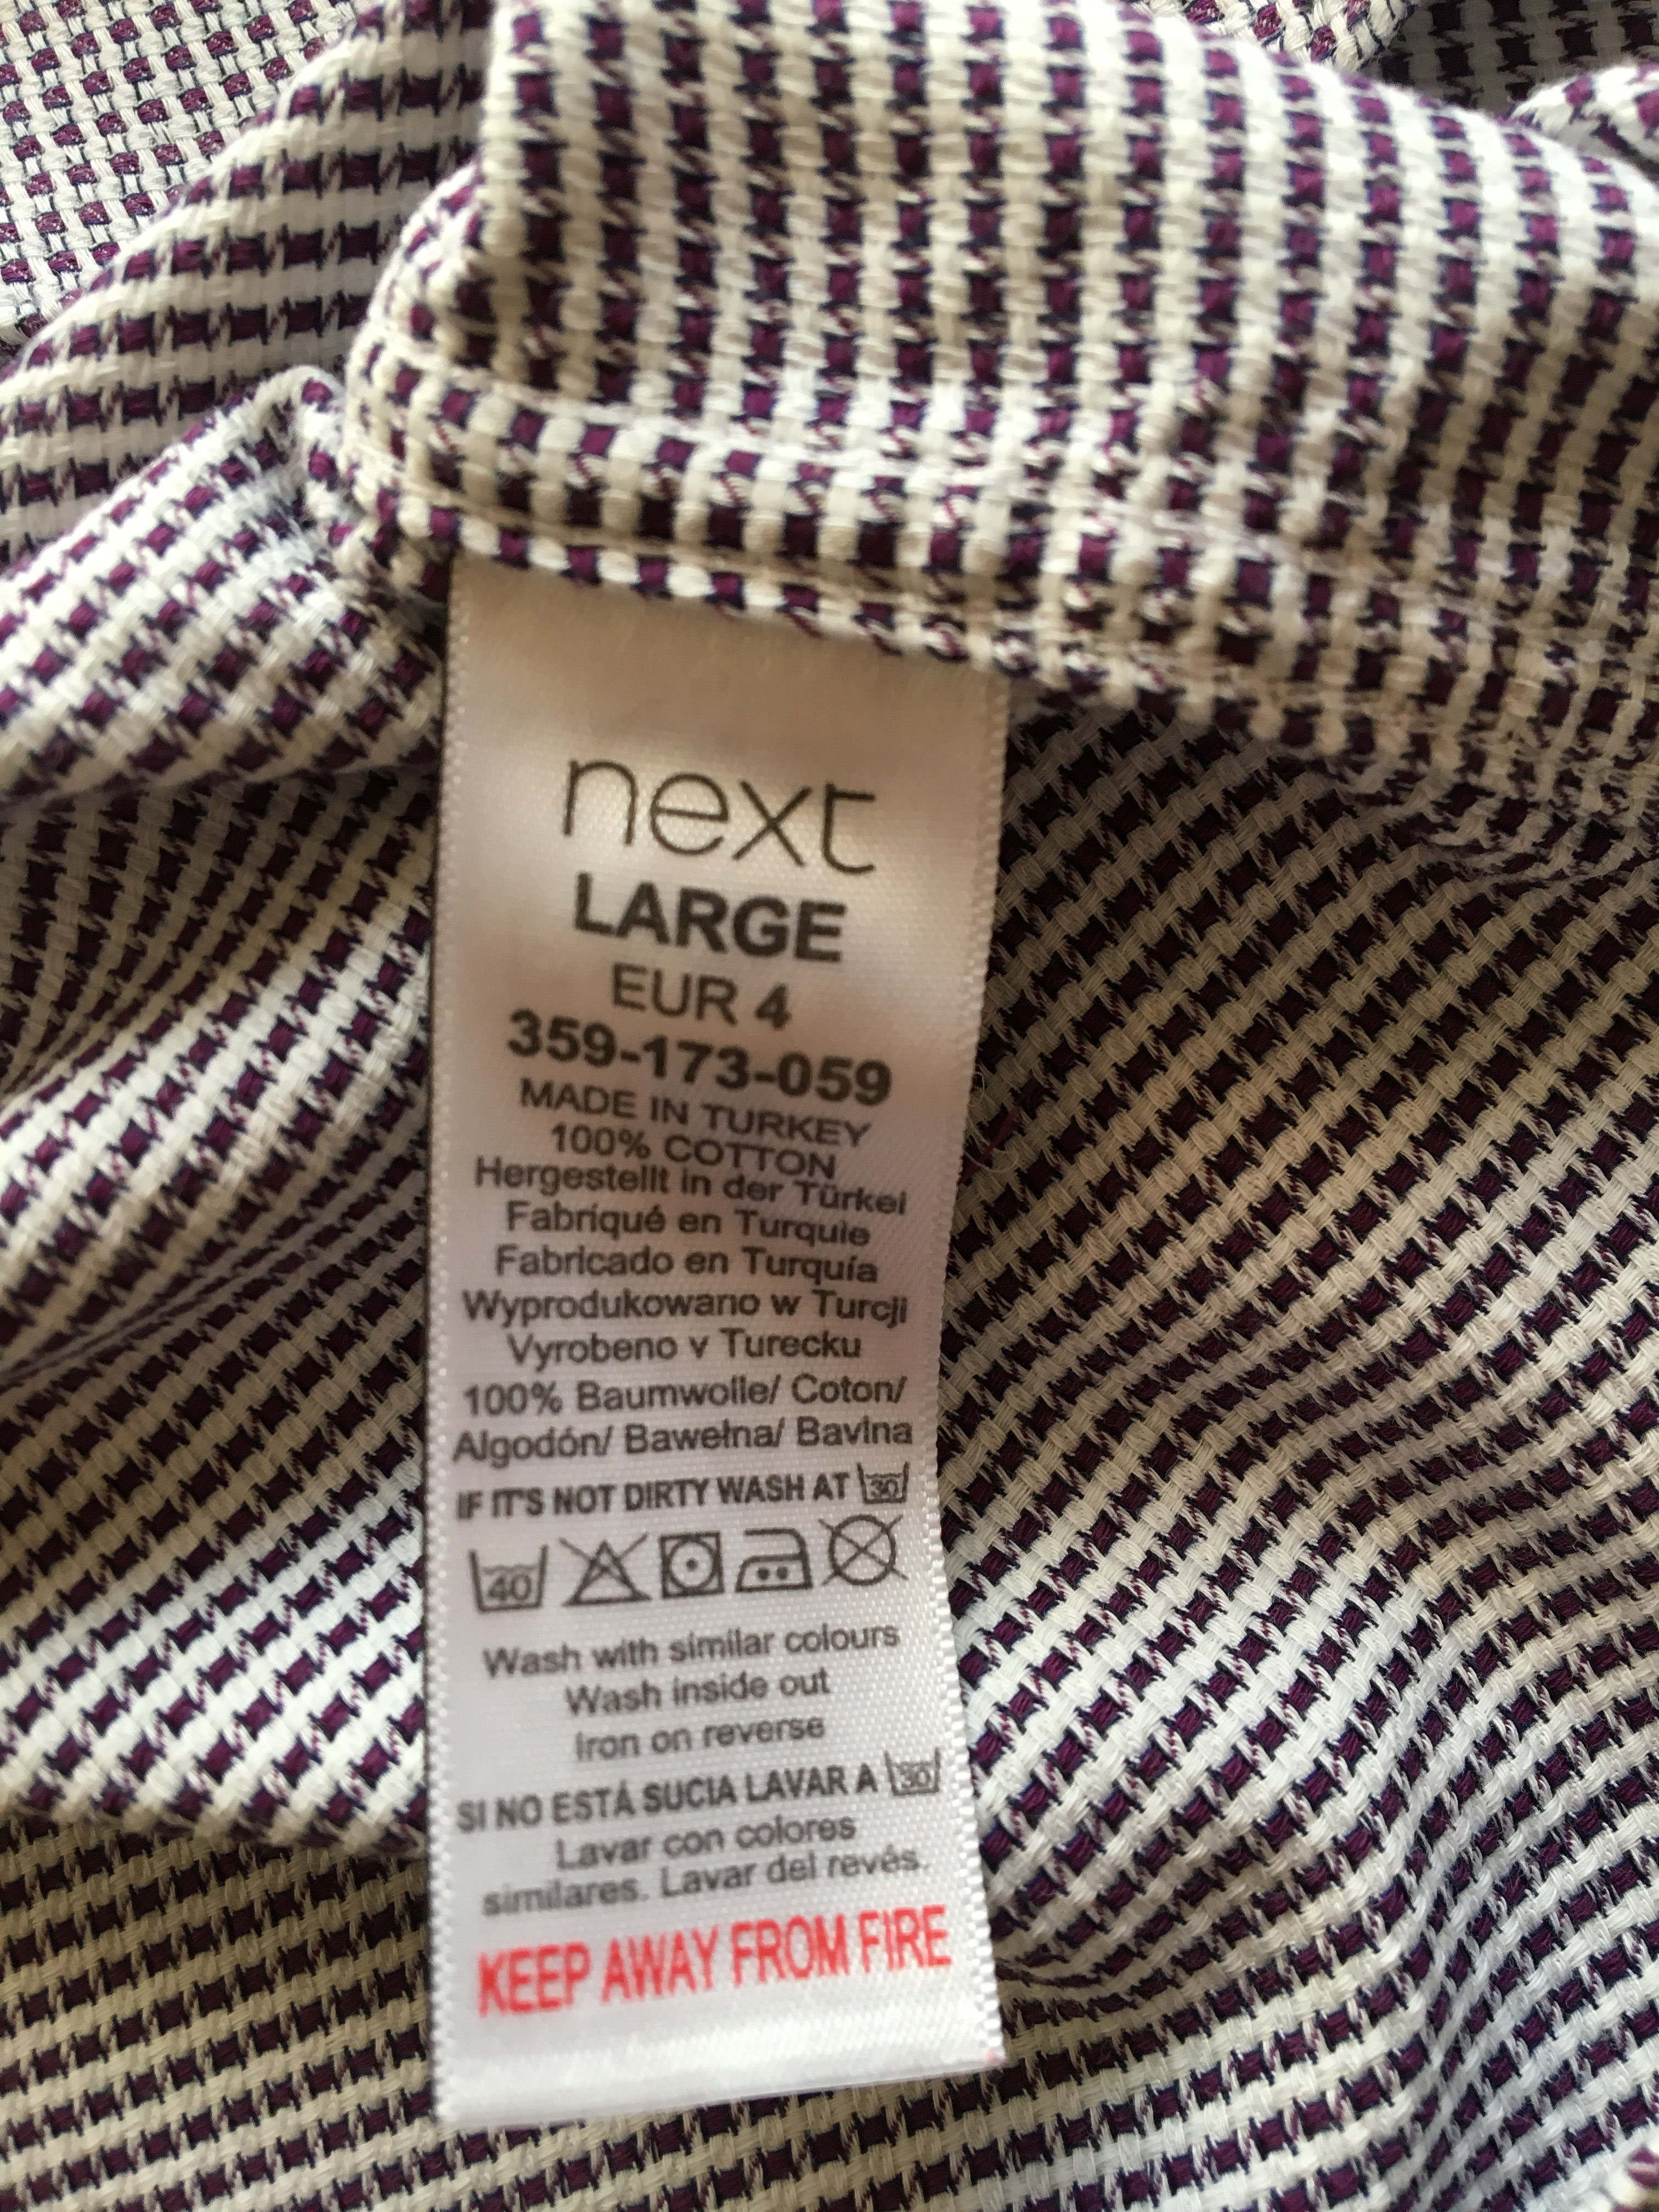 next
LARGE
EUR 4
359-173-059
MADE IN TURKEY
100% COTTON
Hergestellt in der Türkei
Fabriqué en Turquie
Fabricado en Turquía
Wyprodukowano w Turcji
Vyrobeno v Turecku
100% Baumwolle/ Coton/
Algodón/ Bawełna/ Bavlna
IF IT'S NOT DIRTY WASH AT 30
40
Wash with similar colours
Wash inside out
Iron on reverse
SI NO ESTÁ SUCIA LAVAR A 30
Lavar con colores
similares. Lavar del revés.
KEEP AWAY FROM FIRE